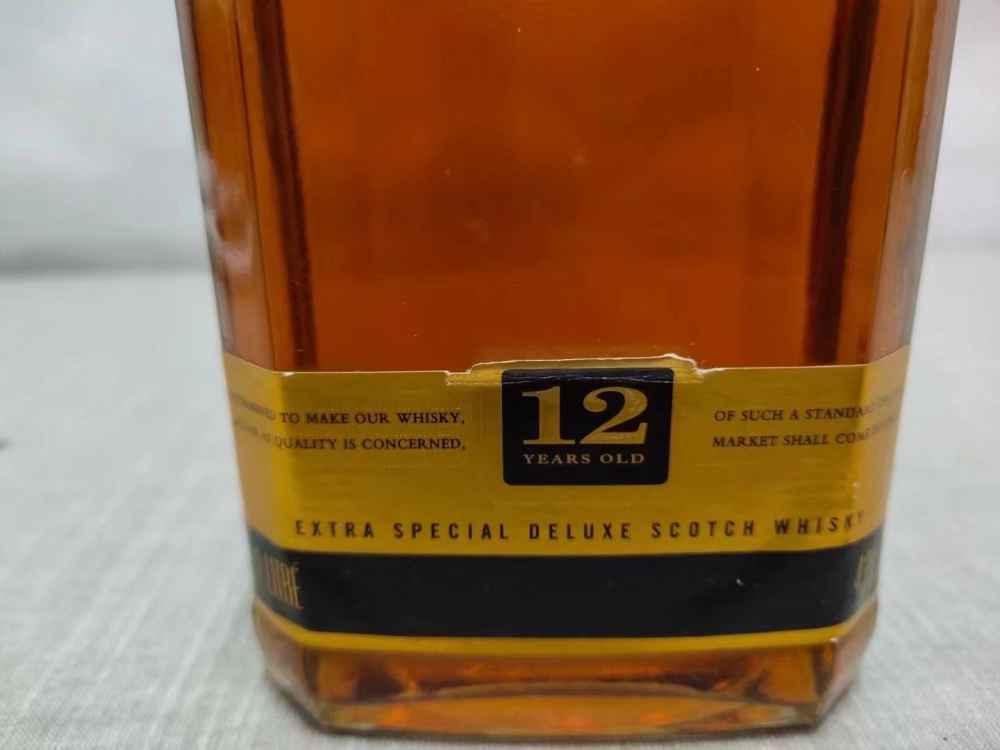 TO MAKE OUR WHISKY,
QUALITY IS CONCERNED,
12
YEARS OLD
OF SUCH A
MARKET SHALL
EXTRA SPECIAL DELUXE SCOTCH WHISKY
LITRE